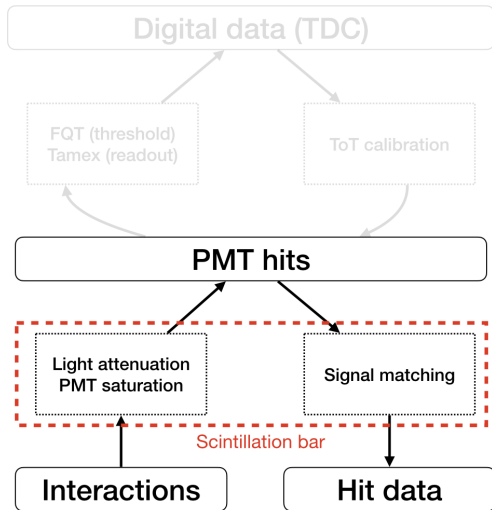 Digital data (TDC)
FQT (threshold)
Tamex (readout)
ToT calibration
PMT hits
Light attenuation
PMT saturation
Signal matching
Scintillation bar
Interactions
Hit data